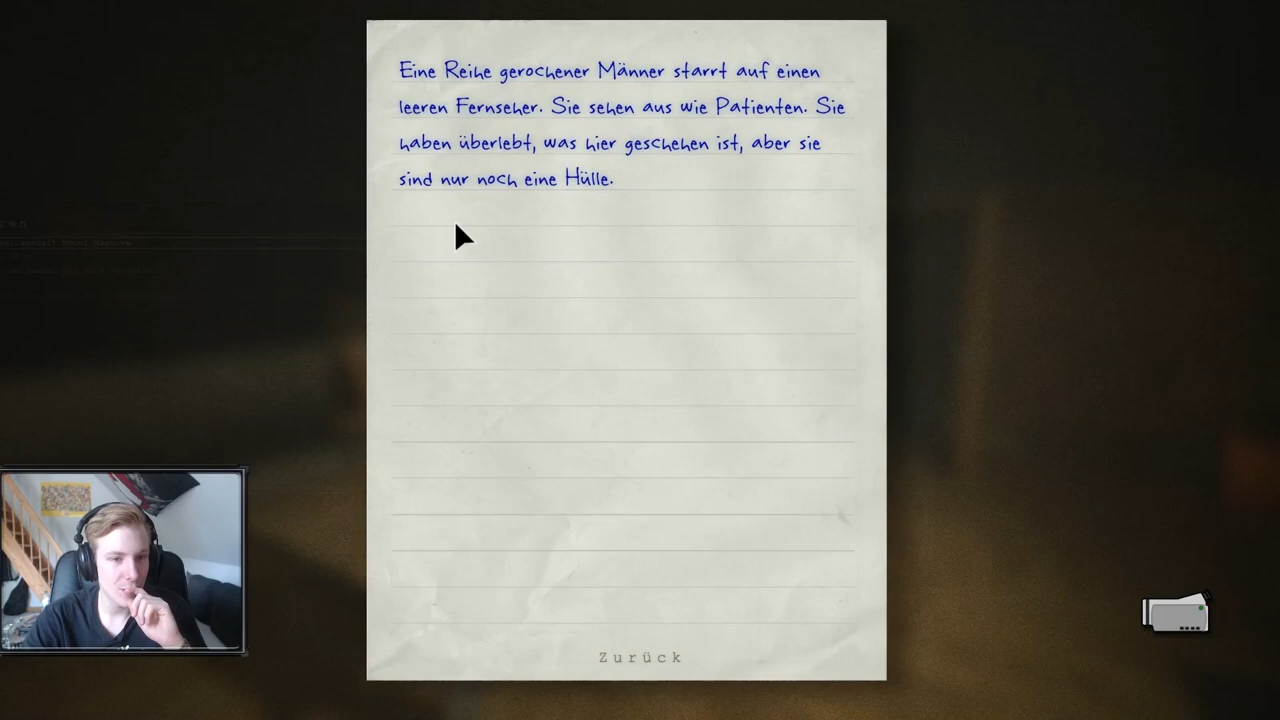 Eine Reihe gerochener Männer starrt auf einen
leeren Fernseher. Sie sehen aus wie Patienten. Sie
haben überlebt, was hier geschehen ist, aber sie
sind nur noch eine Hülle.
Zurück